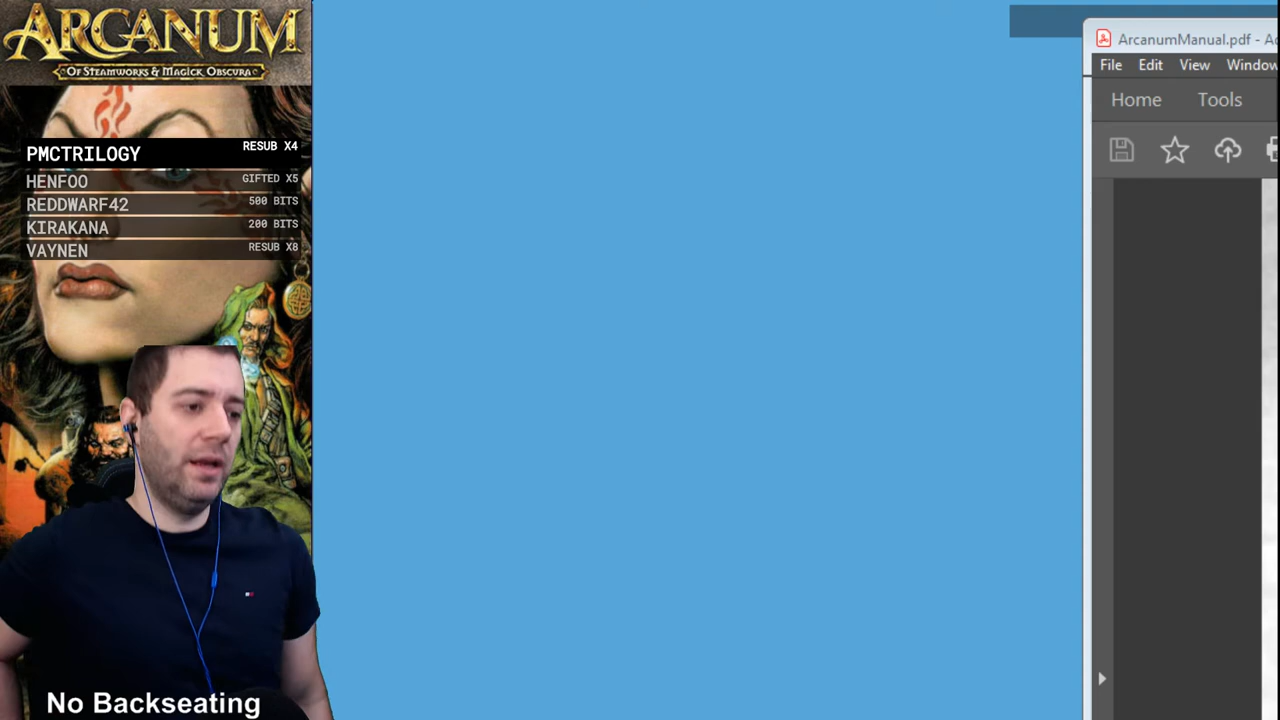 ARCANUM
OF STEAMWORKS & MAGICK OBSCURA
PMCTRILOGY RESUB X4
HENFOO GIFTED X5
REDDWARF42 500 BITS
KIRAKANA 200 BITS
VAYNEN RESUB X8
No Backseating
ArcanumManual.pdf - Ac
File Edit View Window
Home Tools